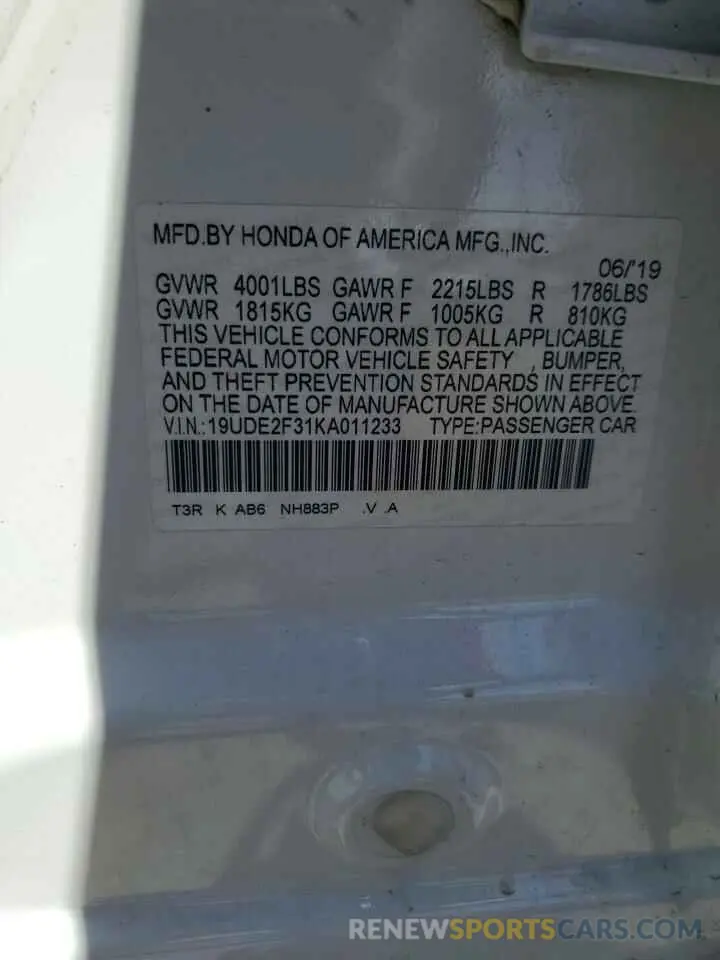 MFD.BY HONDA OF AMERICA MFG.,INC.
06/'19
GVWR 4001LBS GAWR F 2215LBS R 1786LBS
GVWR 1815KG GAWR F 1005KG R 810KG
THIS VEHICLE CONFORMS TO ALL APPLICABLE
FEDERAL MOTOR VEHICLE SAFETY , BUMPER,
AND THEFT PREVENTION STANDARDS IN EFFECT
ON THE DATE OF MANUFACTURE SHOWN ABOVE.
V.I.N.:19UDE2F31KA011233 TYPE:PASSENGER CAR
T3R K AB6 NH883P .V .A
RENEWSPORTSCARS.COM